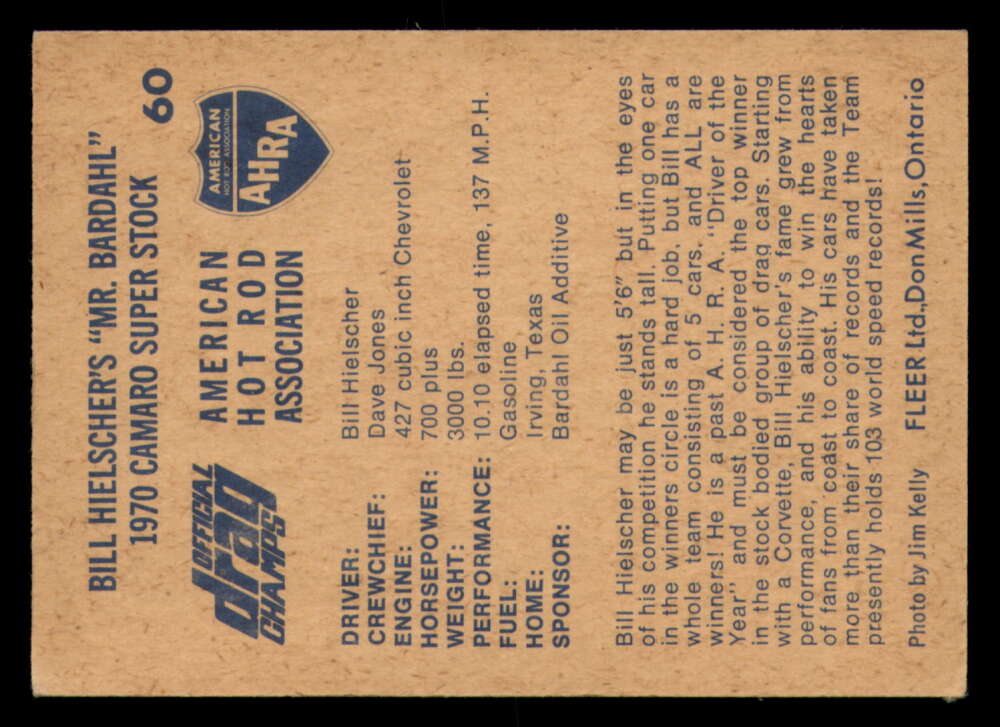 BILL HIELSCHER'S "MR. BARDAHL"
1970 CAMARO SUPER STOCK 60
OFFICIAL
drag
CHAMPS
AMERICAN
HOT ROD
ASSOCIATION
AMERICAN
HOT ROD ASSOCIATION
AHRA
DRIVER: Bill Hielscher
CREWCHIEF: Dave Jones
ENGINE: 427 cubic inch Chevrolet
HORSEPOWER: 700 plus
WEIGHT: 3000 lbs.
PERFORMANCE: 10.10 elapsed time, 137 M.P.H.
FUEL: Gasoline
HOME: Irving, Texas
SPONSOR: Bardahl Oil Additive
Bill Hielscher may be just 5'6" but in the eyes
of his competition he stands tall. Putting one car
in the winners circle is a hard job. but Bill has a
whole team consisting of 5 cars. and ALL are
winners! He is a past A. H. R. A. "Driver of the
Year" and must be considered the top winner
in the stock bodied group of drag cars. Starting
with a Corvette, Bill Hielscher's fame grew from
performance, and his ability to win the hearts
of fans from coast to coast. His cars have taken
more than their share of records and the Team
presently holds 103 world speed records!
Photo by Jim Kelly FLEER Ltd., Don Mills, Ontario